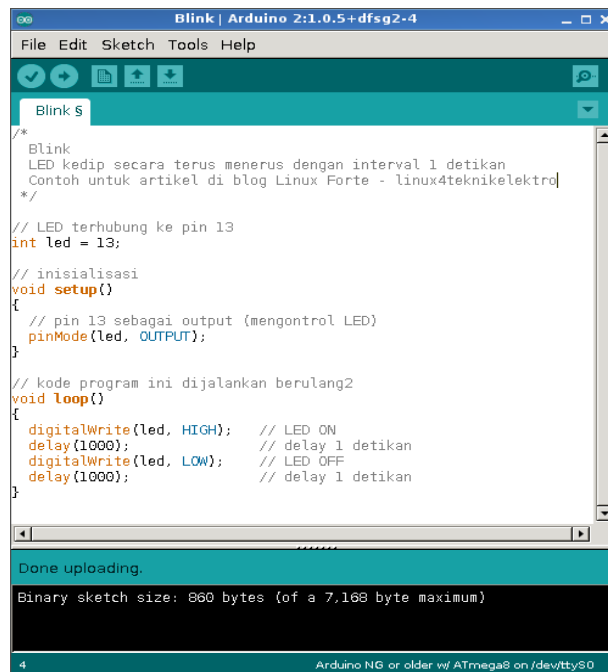 Blink | Arduino 2:1.0.5+dfsg2-4
File Edit Sketch Tools Help
Blink §
/*
  Blink
  LED kedip secara terus menerus dengan interval 1 detikan
  Contoh untuk artikel di blog Linux Forte - linux4teknikelektro
 */
// LED terhubung ke pin 13
int led = 13;
// inisialisasi
void setup()
{
  // pin 13 sebagai output (mengontrol LED)
  pinMode(led, OUTPUT);
}
// kode program ini dijalankan berulang2
void loop()
{
  digitalWrite(led, HIGH);   // LED ON
  delay(1000);               // delay 1 detikan
  digitalWrite(led, LOW);    // LED OFF
  delay(1000);               // delay 1 detikan
}
Done uploading.
Binary sketch size: 860 bytes (of a 7,168 byte maximum)
4 Arduino NG or older w/ ATmega8 on /dev/ttyS0